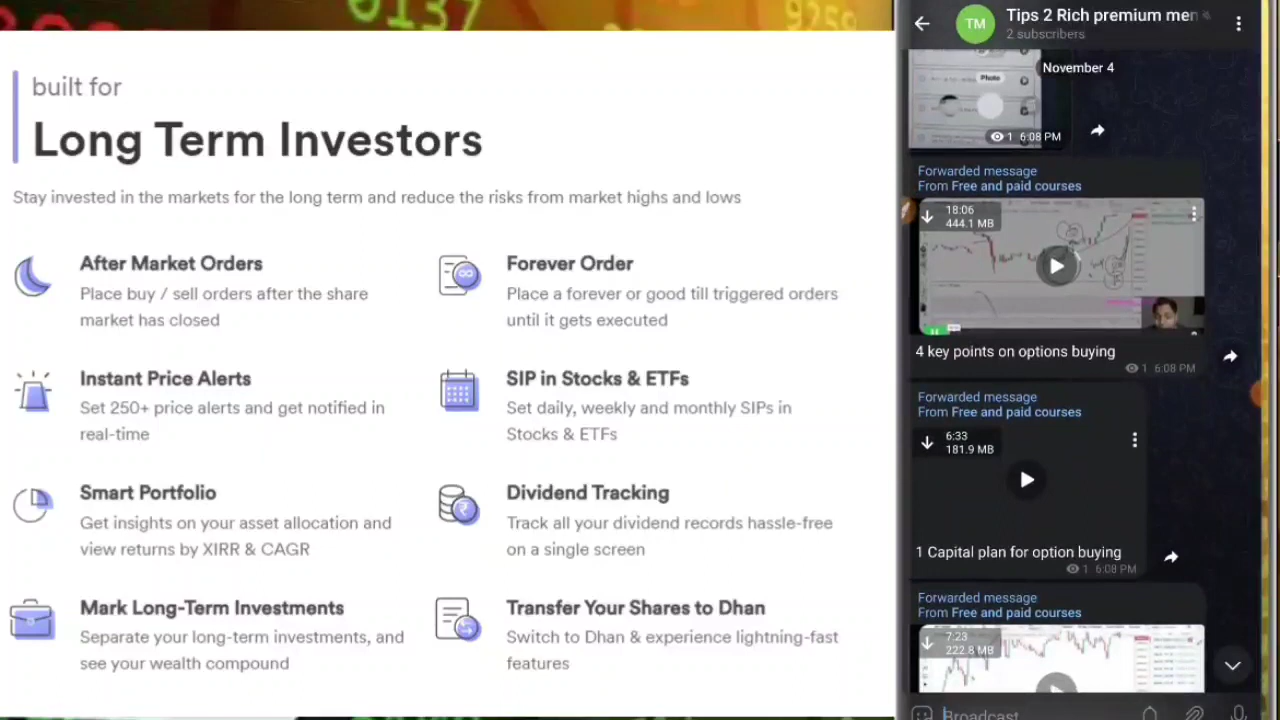 6137
9259
built for
Long Term Investors
Stay invested in the markets for the long term and reduce the risks from market highs and lows
After Market Orders
Place buy / sell orders after the share
market has closed
Forever Order
Place a forever or good till triggered orders
until it gets executed
Instant Price Alerts
Set 250+ price alerts and get notified in
real-time
SIP in Stocks & ETFs
Set daily, weekly and monthly SIPs in
Stocks & ETFs
Smart Portfolio
Get insights on your asset allocation and
view returns by XIRR & CAGR
Dividend Tracking
Track all your dividend records hassle-free
on a single screen
Mark Long-Term Investments
Separate your long-term investments, and
see your wealth compound
Transfer Your Shares to Dhan
Switch to Dhan & experience lightning-fast
features
TM
Tips 2 Rich premium mem
2 subscribers
November 4
Photo
1 6:08 PM
Forwarded message
From Free and paid courses
18:06
444.1 MB
4 key points on options buying
1 6:08 PM
Forwarded message
From Free and paid courses
6:33
181.9 MB
1 Capital plan for option buying
1 6:08 PM
Forwarded message
From Free and paid courses
7:23
222.8 MB
Broadcast